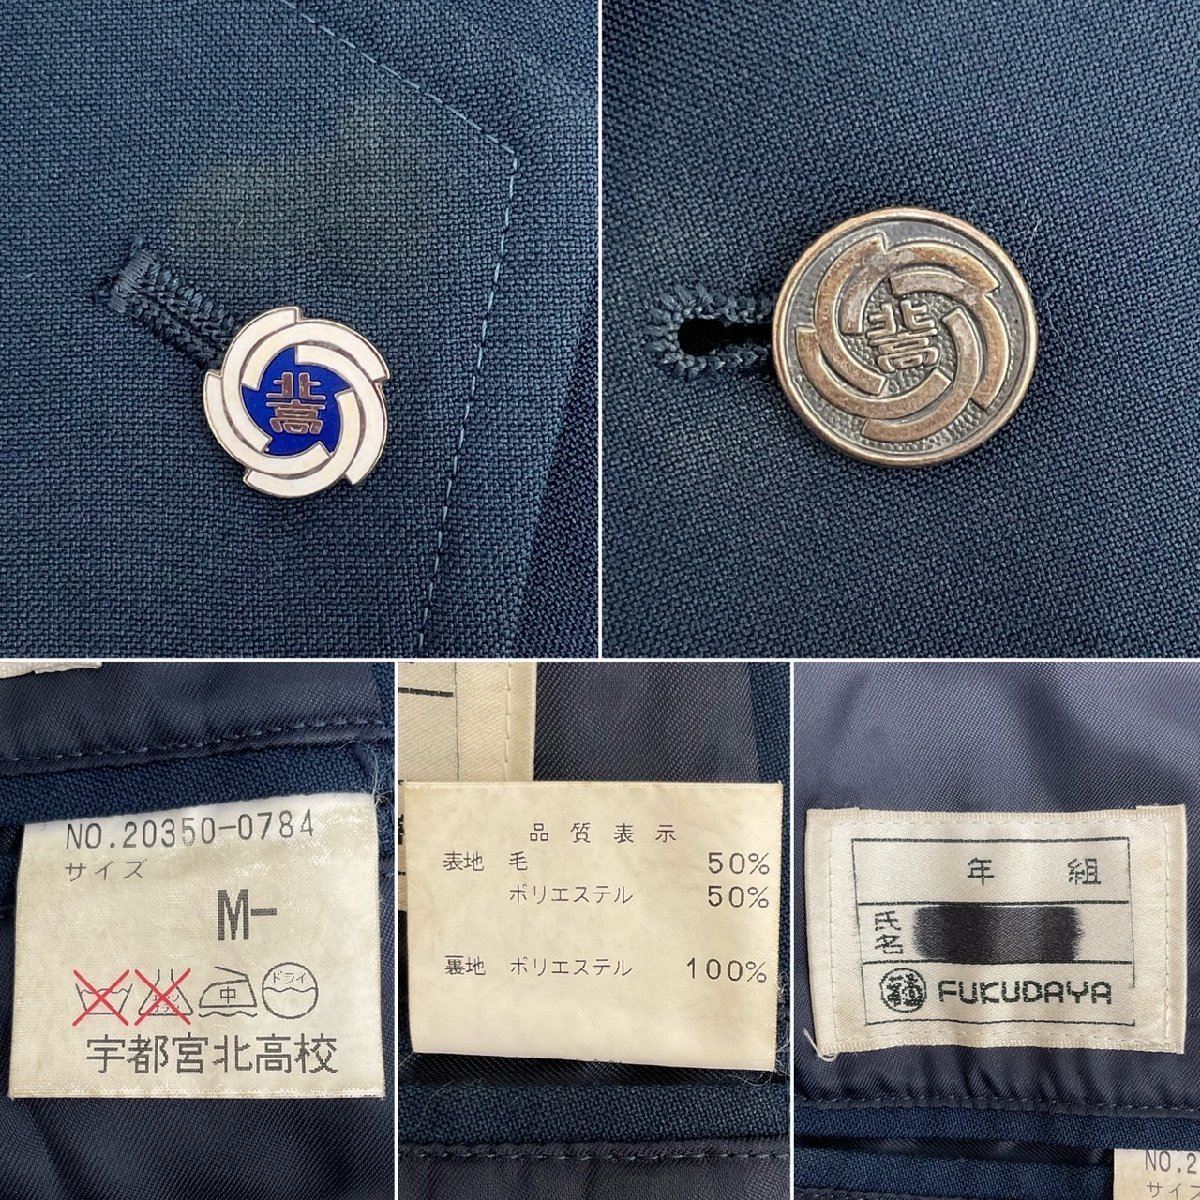 北高
北高
NO.20350-0784
サイズ
M-
中
ドライ
宇都宮北高校
品質表示
表地 毛 50%
ポリエステル 50%
裏地 ポリエステル 100%
年 組
氏名
FUKUDAYA
NO.2
サイズ